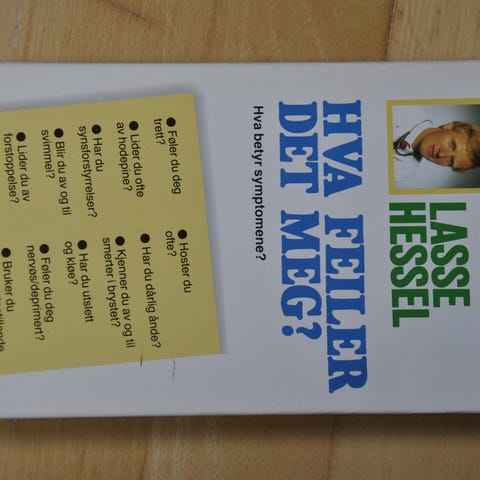 LASSE
HESSEL
HVA FEILER
DET MEG?
Hva betyr symptomene?
● Føler du deg
trett?
● Lider du ofte
av hodepine?
● Har du
synsforstyrrelser?
● Blir du av og til
svimmel?
● Lider du av
forstoppelse?
● Hoster du
ofte?
● Har du dårlig ånde?
● Kjenner du av og til
smerter i brystet?
● Har du utslett
og kløe?
● Føler du deg
nervøs/deprimert?
● Bruker du